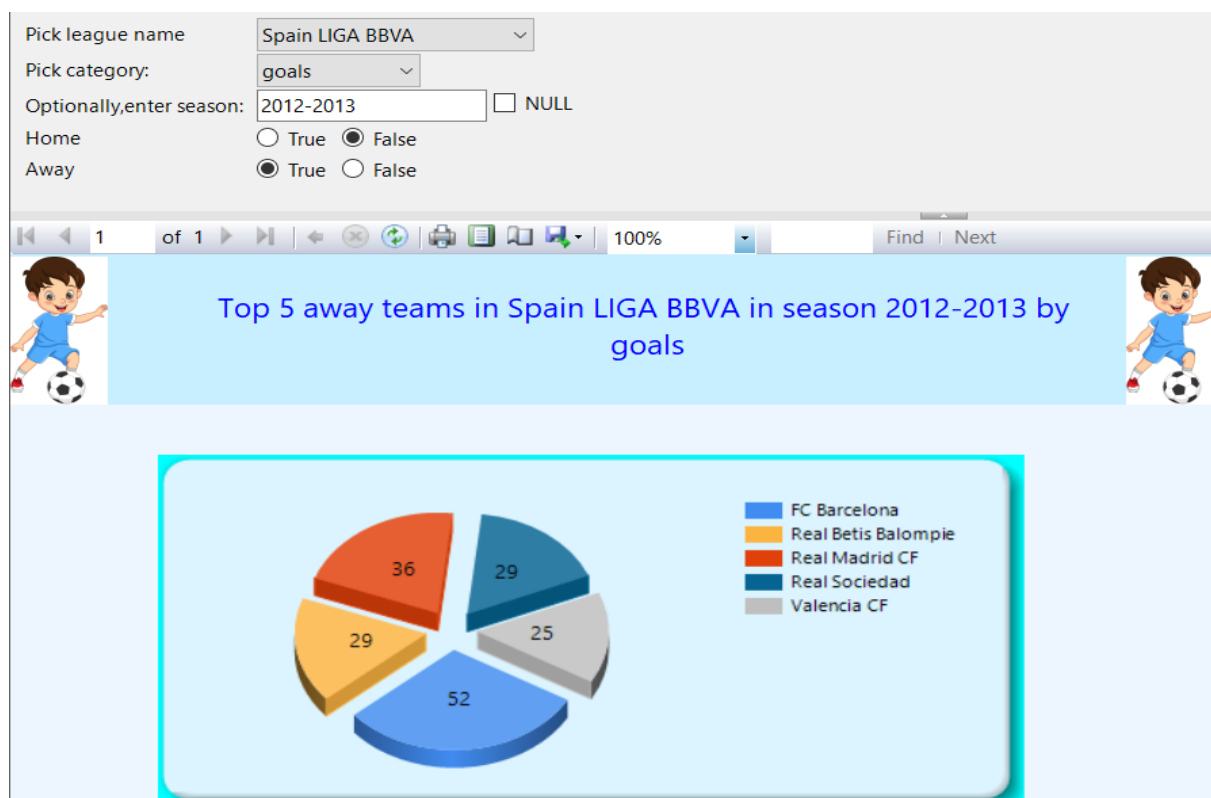 Pick league name Spain LIGA BBVA
Pick category: goals
Optionally,enter season: 2012-2013 NULL
Home True False
Away True False
1 of 1 100% Find Next
Top 5 away teams in Spain LIGA BBVA in season 2012-2013 by
goals
FC Barcelona
Real Betis Balompie
Real Madrid CF
Real Sociedad
Valencia CF
36
29
29
25
52